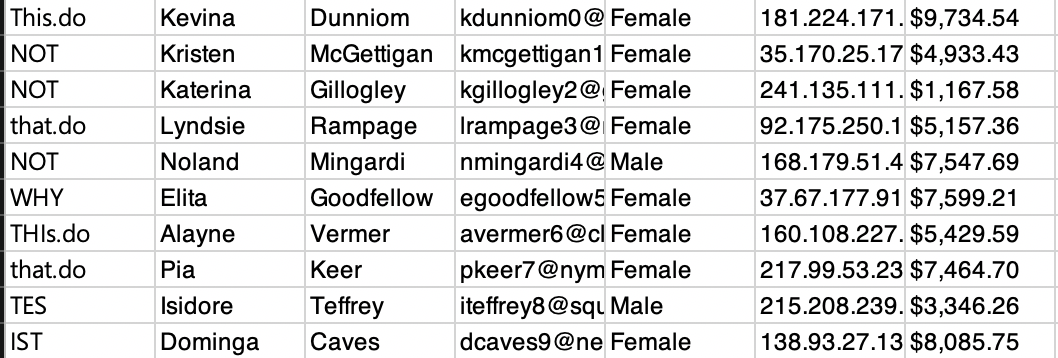 This.do Kevina Dunniom kdunniom0@ Female 181.224.171. $9,734.54
NOT Kristen McGettigan kmcgettigan1 Female 35.170.25.17 $4,933.43
NOT Katerina Gillogley kgillogley2@ Female 241.135.111. $1,167.58
that.do Lyndsie Rampage lrampage3@ Female 92.175.250.1 $5,157.36
NOT Noland Mingardi nmingardi4@ Male 168.179.51.4 $7,547.69
WHY Elita Goodfellow egoodfellow5 Female 37.67.177.91 $7,599.21
THIs.do Alayne Vermer avermer6@cl Female 160.108.227. $5,429.59
that.do Pia Keer pkeer7@nym Female 217.99.53.23 $7,464.70
TES Isidore Teffrey iteffrey8@squ Male 215.208.239. $3,346.26
IST Dominga Caves dcaves9@ne Female 138.93.27.13 $8,085.75